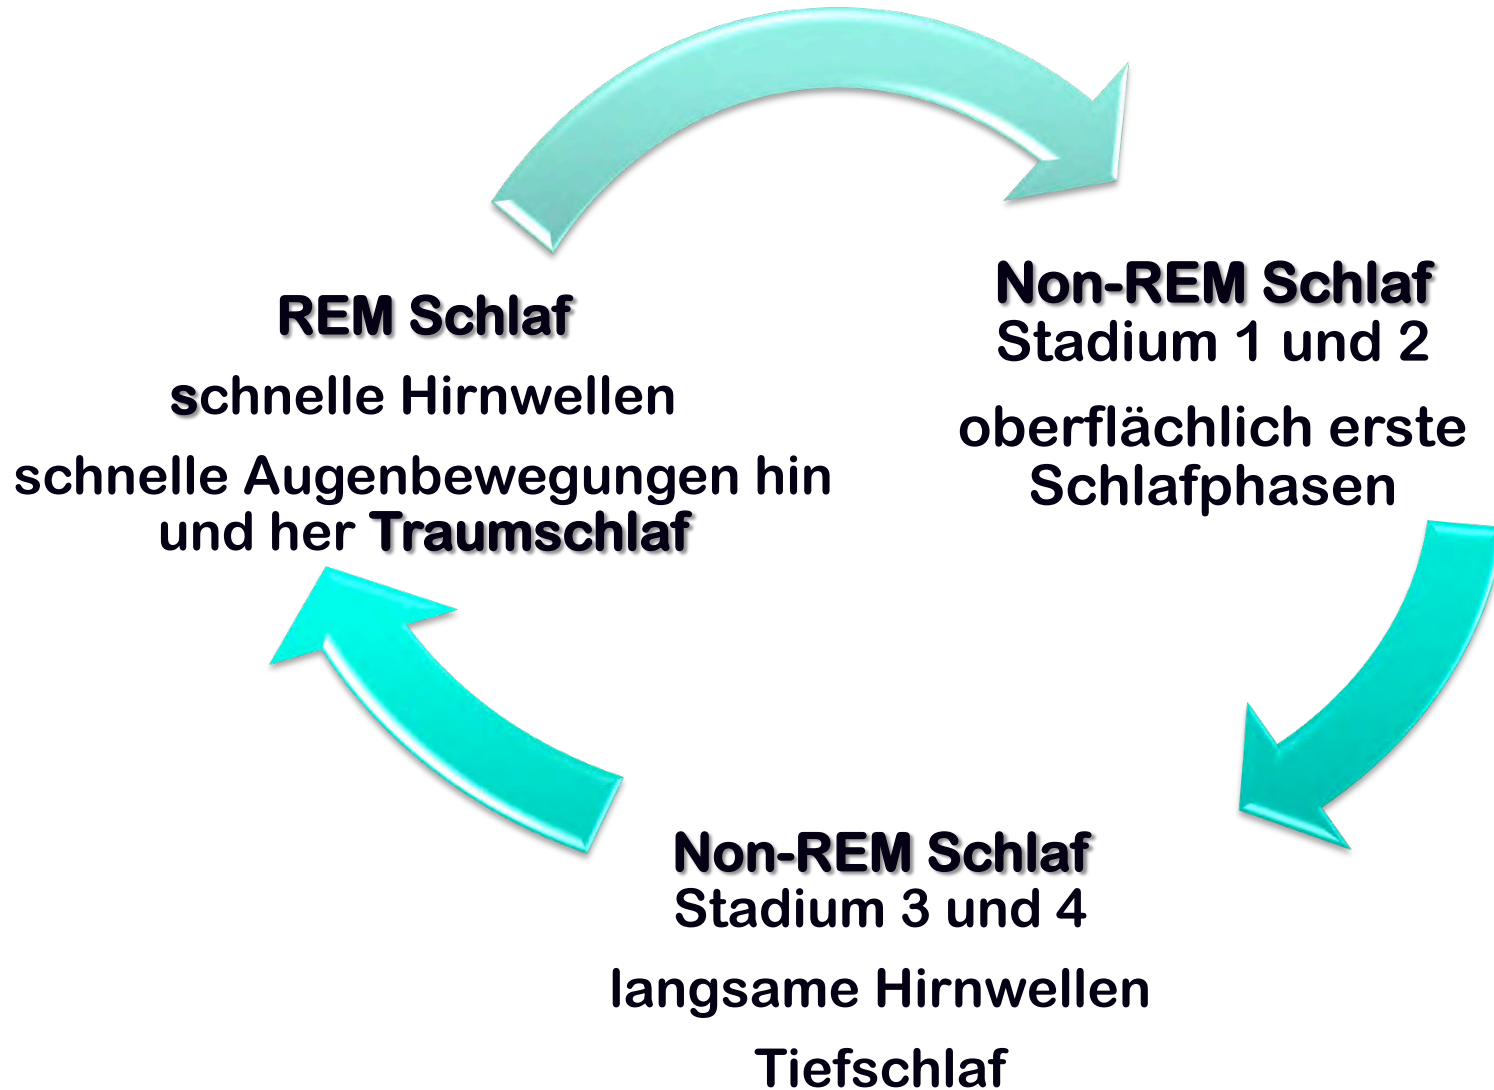 REM Schlaf
schnelle Hirnwellen
schnelle Augenbewegungen hin
und her Traumschlaf
Non-REM Schlaf
Stadium 1 und 2
oberflächlich erste
Schlafphasen
Non-REM Schlaf
Stadium 3 und 4
langsame Hirnwellen
Tiefschlaf